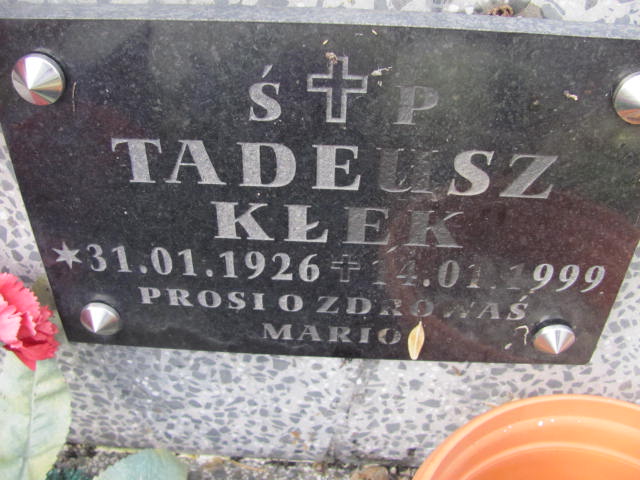 Ś P
TADEUSZ
KŁEK
31.01.1926 14.01.1999
PROSI O ZDROWAŚ
MARIO